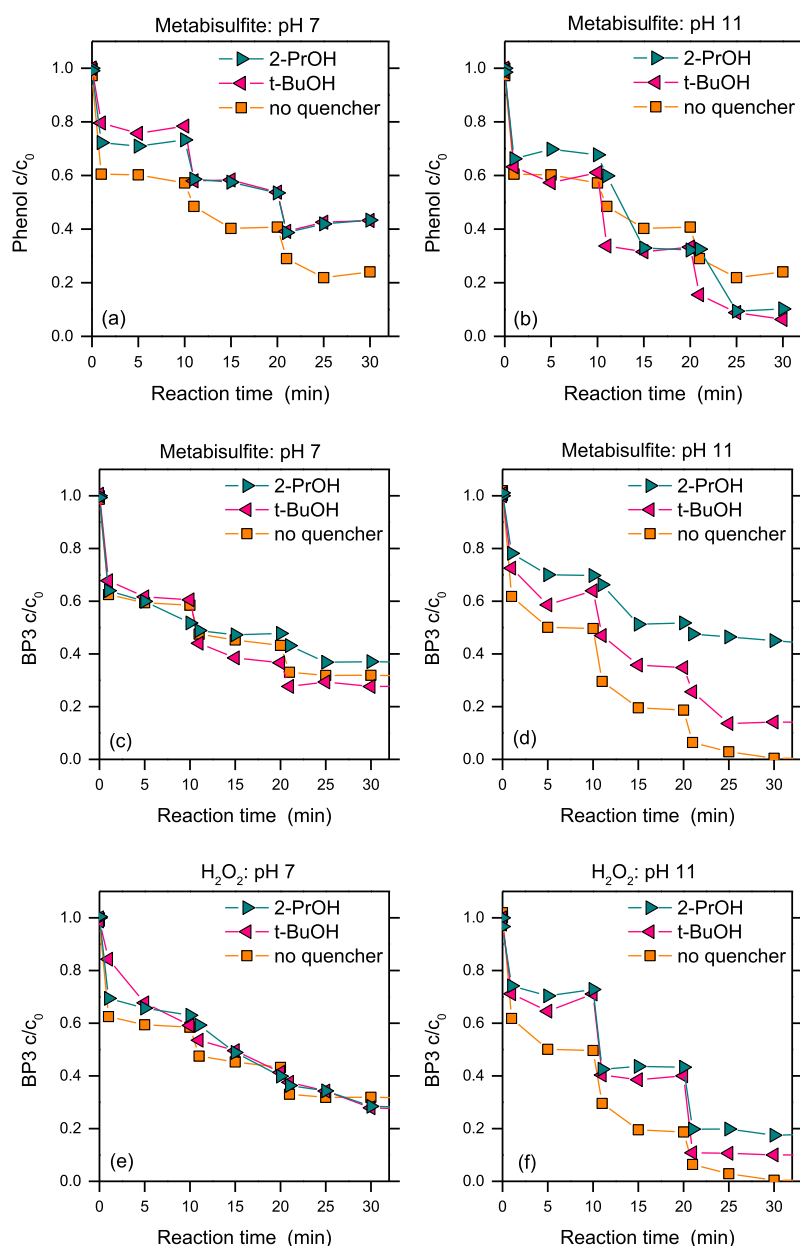 Metabisulfite: pH 7
2-PrOH
t-BuOH
no quencher
1.0
0.8
0.6
0.4
0.2
0.0
Phenol c/c0
(a)
0 5 10 15 20 25 30
Reaction time (min)
Metabisulfite: pH 11
2-PrOH
t-BuOH
no quencher
1.0
0.8
0.6
0.4
0.2
0.0
Phenol c/c0
(b)
0 5 10 15 20 25 30
Reaction time (min)
Metabisulfite: pH 7
2-PrOH
t-BuOH
no quencher
1.0
0.8
0.6
0.4
0.2
0.0
BP3 c/c0
(c)
0 5 10 15 20 25 30
Reaction time (min)
Metabisulfite: pH 11
2-PrOH
t-BuOH
no quencher
1.0
0.8
0.6
0.4
0.2
0.0
BP3 c/c0
(d)
0 5 10 15 20 25 30
Reaction time (min)
H2O2: pH 7
2-PrOH
t-BuOH
no quencher
1.0
0.8
0.6
0.4
0.2
0.0
BP3 c/c0
(e)
0 5 10 15 20 25 30
Reaction time (min)
H2O2: pH 11
2-PrOH
t-BuOH
no quencher
1.0
0.8
0.6
0.4
0.2
0.0
BP3 c/c0
(f)
0 5 10 15 20 25 30
Reaction time (min)